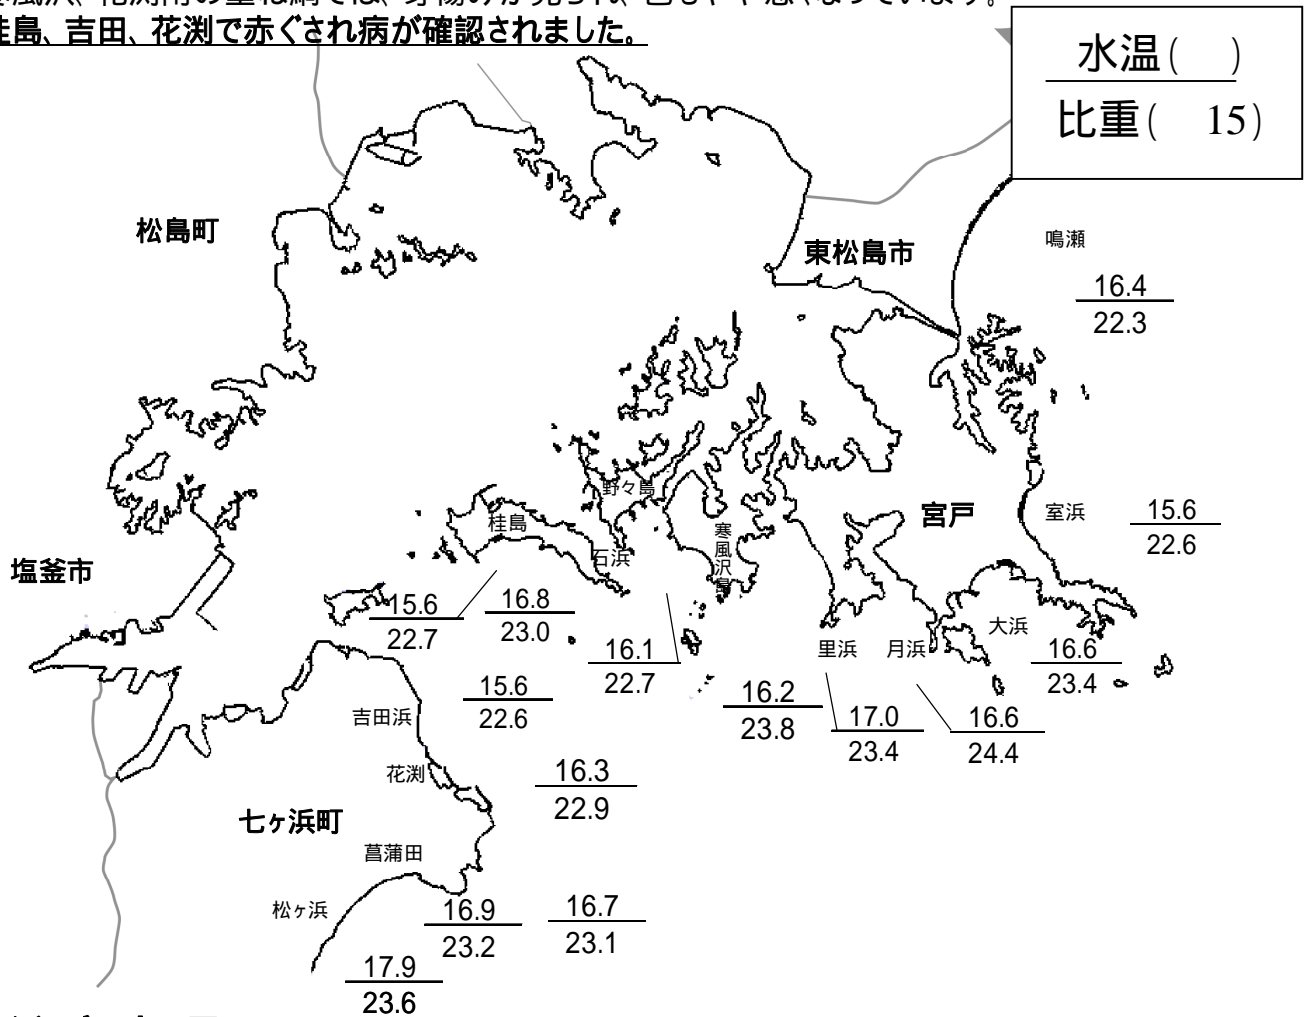 桂島、吉田、花渕で赤ぐされ病が確認されました。
水温( )
比重( 15)
松島町
東松島市
鳴瀬
16.4
22.3
野々島
桂島
石浜
寒風沢島
宮戸
室浜
15.6
22.6
塩釜市
15.6
22.7
16.8
23.0
16.1
22.7
里浜
月浜
大浜
16.6
23.4
15.6
22.6
16.2
23.8
17.0
23.4
16.6
24.4
吉田浜
花渕
16.3
22.9
七ヶ浜町
菖蒲田
松ヶ浜
16.9
23.2
16.7
23.1
17.9
23.6